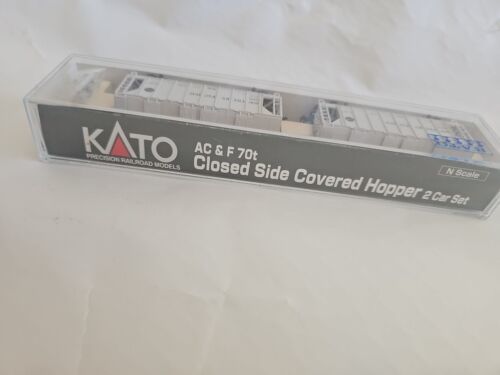 KATO
PRECISION RAILROAD MODELS
AC & F 70t
Closed Side Covered Hopper 2 Car Set
N Scale